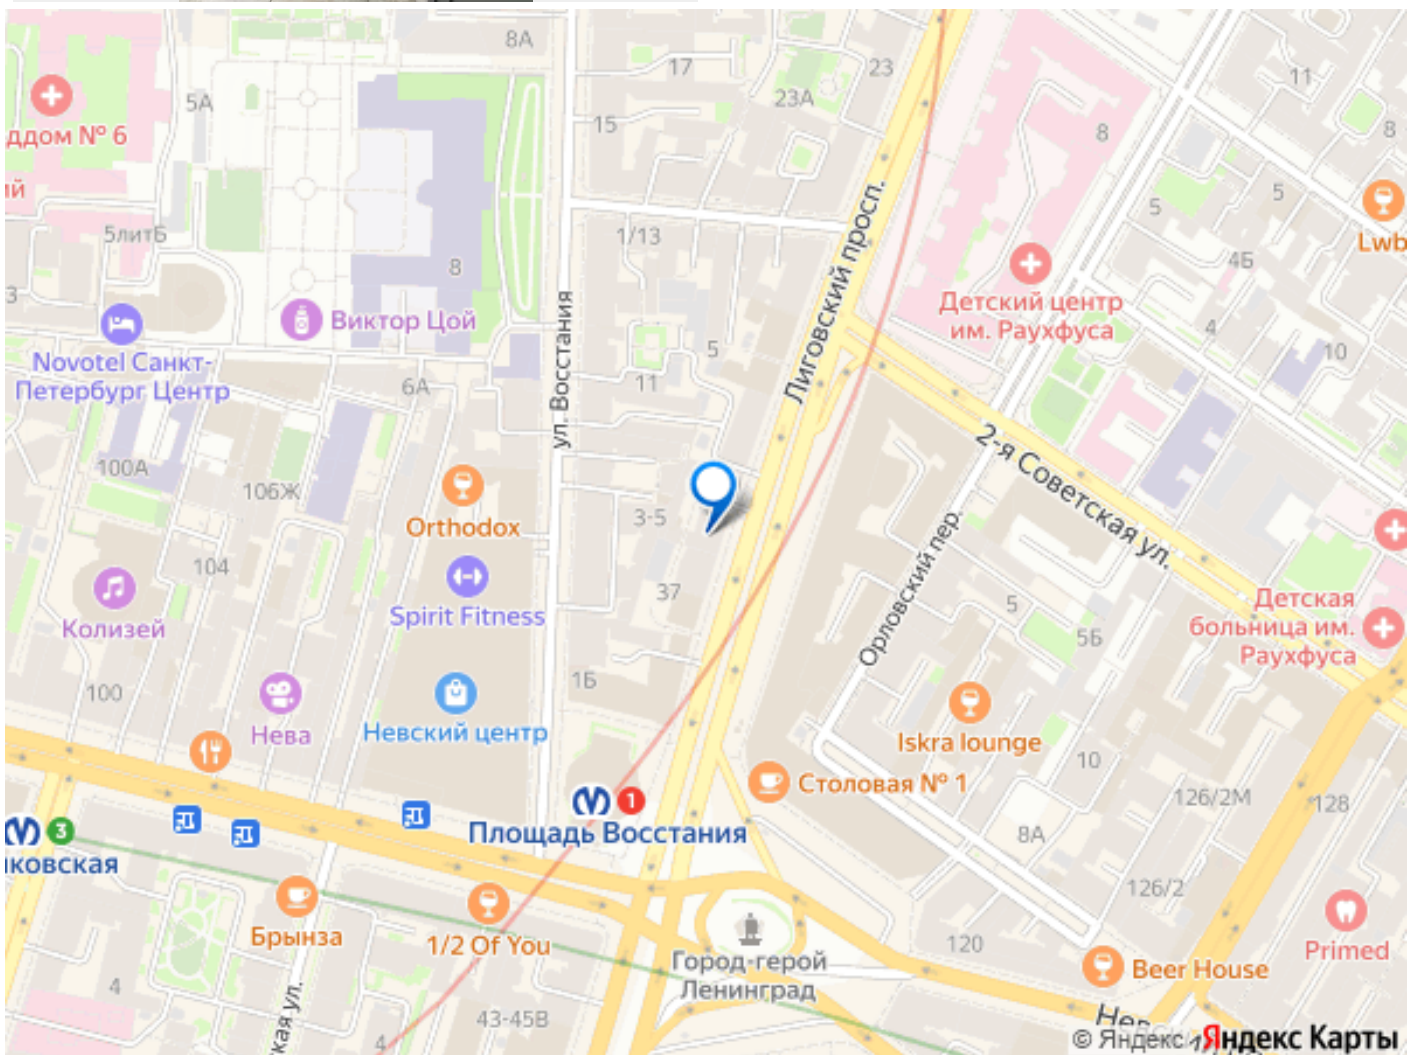 8А
17
23
11
23А
5А
15
8
8
ддом № 6
ий
5
5
5литБ
1/13
Лиговский просп.
Lwb
4Б
8
3
Детский центр
им. Раухфуса
Виктор Цой
4
Novotel Санкт-
Петербург Центр
5
10
6А
11
ул. Восстания
2-я Советская ул.
100А
106Ж
Orthodox
3-5
Орловский пер.
104
37
Spirit Fitness
Колизей
5
5Б
Детская
больница им.
Раухфуса
100
1Б
Нева
Невский центр
Iskra lounge
10
Столовая № 1
126/2М
128
1
Площадь Восстания
3
ковская
8А
126/2
Брынза
1/2 Of You
120
Primed
Город-герой
Ленинград
Beer House
4
4
кая ул.
43-45В
© Яндекс
Яндекс Карты